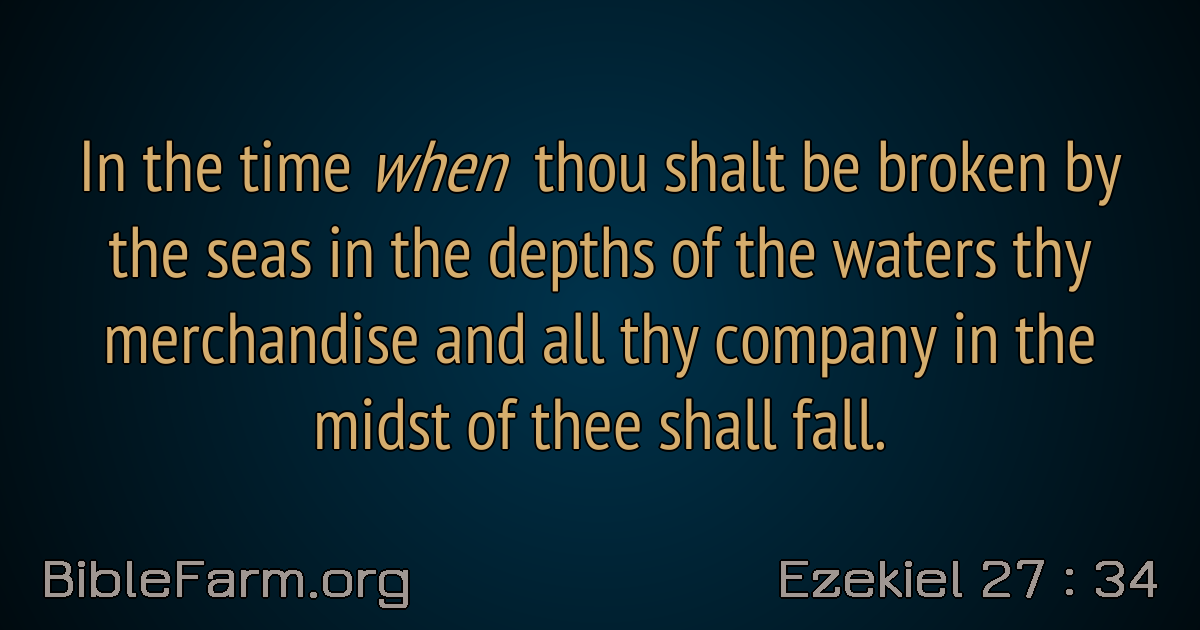 In the time when thou shalt be broken by
the seas in the depths of the waters thy
merchandise and all thy company in the
midst of thee shall fall.
BibleFarm.org
Ezekiel 27 : 34